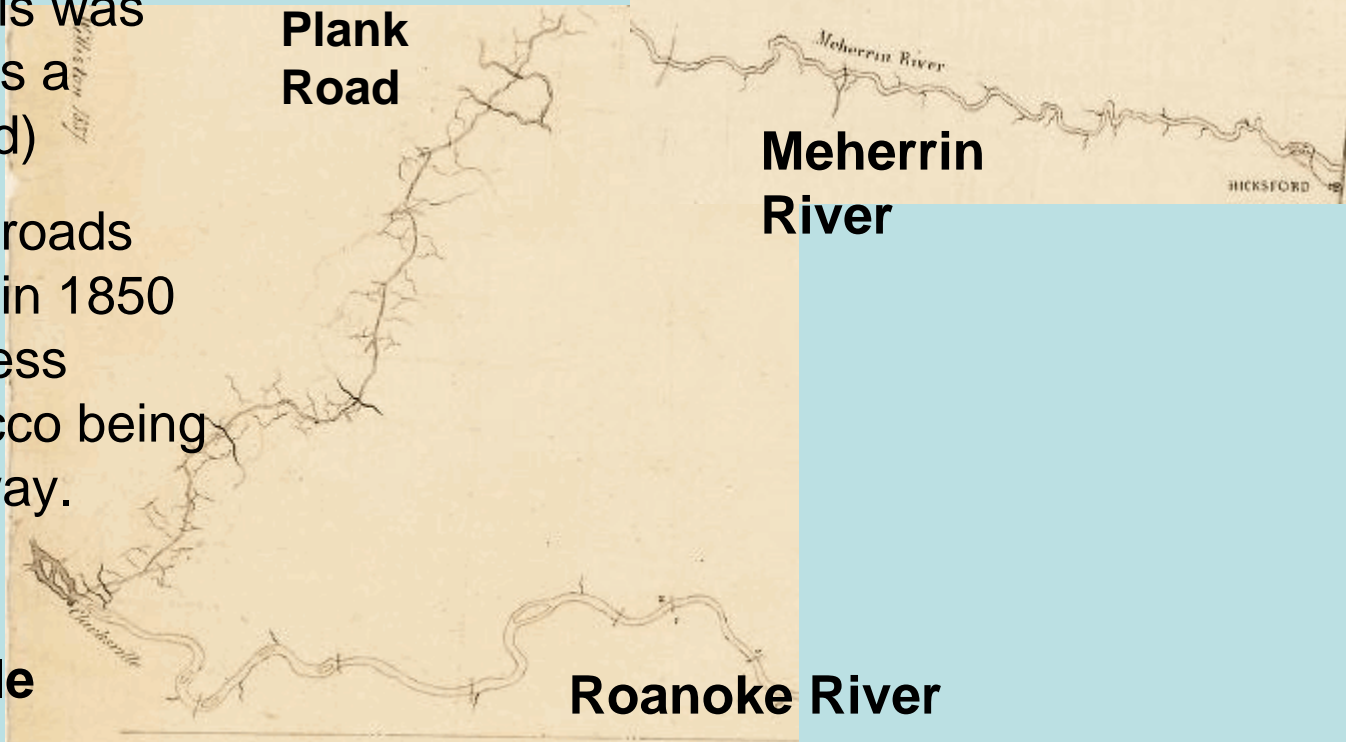 is was
s a
d)
roads
in 1850
ess
cco being
ay.
le
Plank
Road
Meherrin River
Meherrin
River
HICKSFORD
Clarksville
Roanoke River